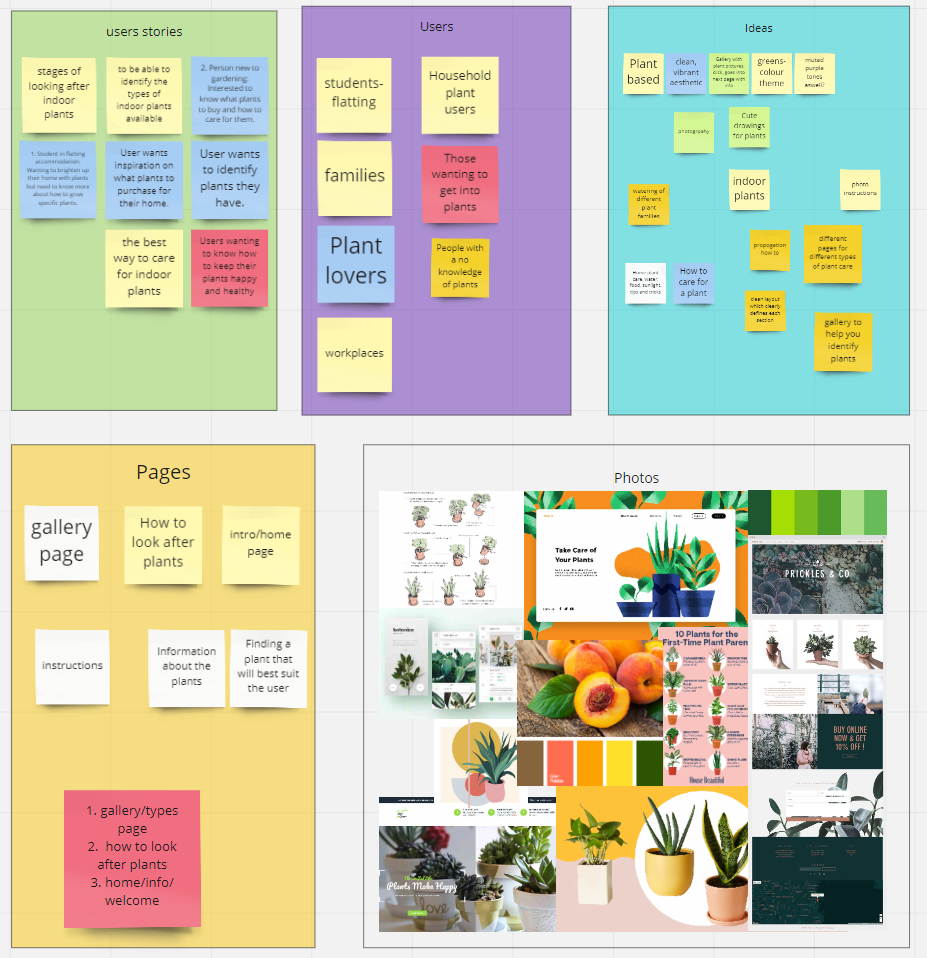 users stories
stages of
looking after
indoor
plants
to be able to
identify the
types of
indoor plants
available
2. Person new to
gardening:
Interested to
know what plants
to buy and how to
care for them.
1. Student in flatting
accommodation.
Wanting to brighten up
their home with plants
but need to know more
about how to grow
specific plants.
User wants
inspiration on
what plants to
purchase for
their home.
User wants
to identify
plants they
have.
the best
way to care
for indoor
plants
Users wanting
to know how
to keep their
plants happy
and healthy
Users
students-
flatting
Household
plant
users
families
Those
wanting to
get into
plants
Plant
lovers
People with
a no
knowledge
of plants
workplaces
Ideas
Plant
based
clean,
vibrant
aesthetic
Gallery with
plant pictures
click, goes into
next page with
info
greens-
colour
theme
muted
purple
tones
aswell?
photography
Cute
drawings
for plants
watering of
different
plant
families
indoor
plants
photo
instructions
propogation
how to
different
pages for
different types
of plant care
Home plant
care, water,
food, sunlight,
tips and tricks
How to
care for
a plant
clean layout
which clearly
defines each
section
gallery to
help you
identify
plants
Pages
gallery
page
How to
look after
plants
intro/home
page
instructions
Information
about the
plants
Finding a
plant that
will best suit
the user
1. gallery/types
page
2. how to look
after plants
3. home/info/
welcome
Photos
Take Care of
Your Plants
PRICKLES & CO
botanica
10 Plants for the
First-Time Plant Paren
House Beautiful
BUY ONLINE
NOW & GET
10% OFF !
Plants Make Happy
love